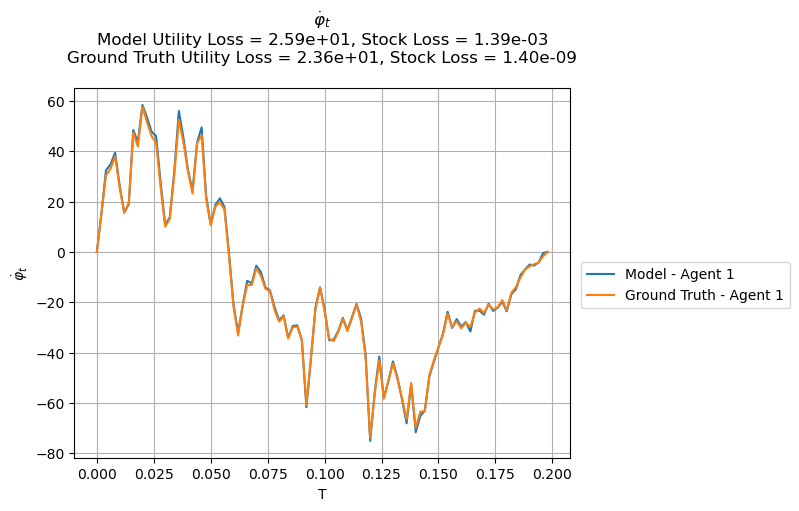 φ̇ₜ
Model Utility Loss = 2.59e+01, Stock Loss = 1.39e-03
Ground Truth Utility Loss = 2.36e+01, Stock Loss = 1.40e-09
60
40
20
0
−20
−40
−60
−80
φ̇ₜ
0.000 0.025 0.050 0.075 0.100 0.125 0.150 0.175 0.200
T
Model - Agent 1
Ground Truth - Agent 1